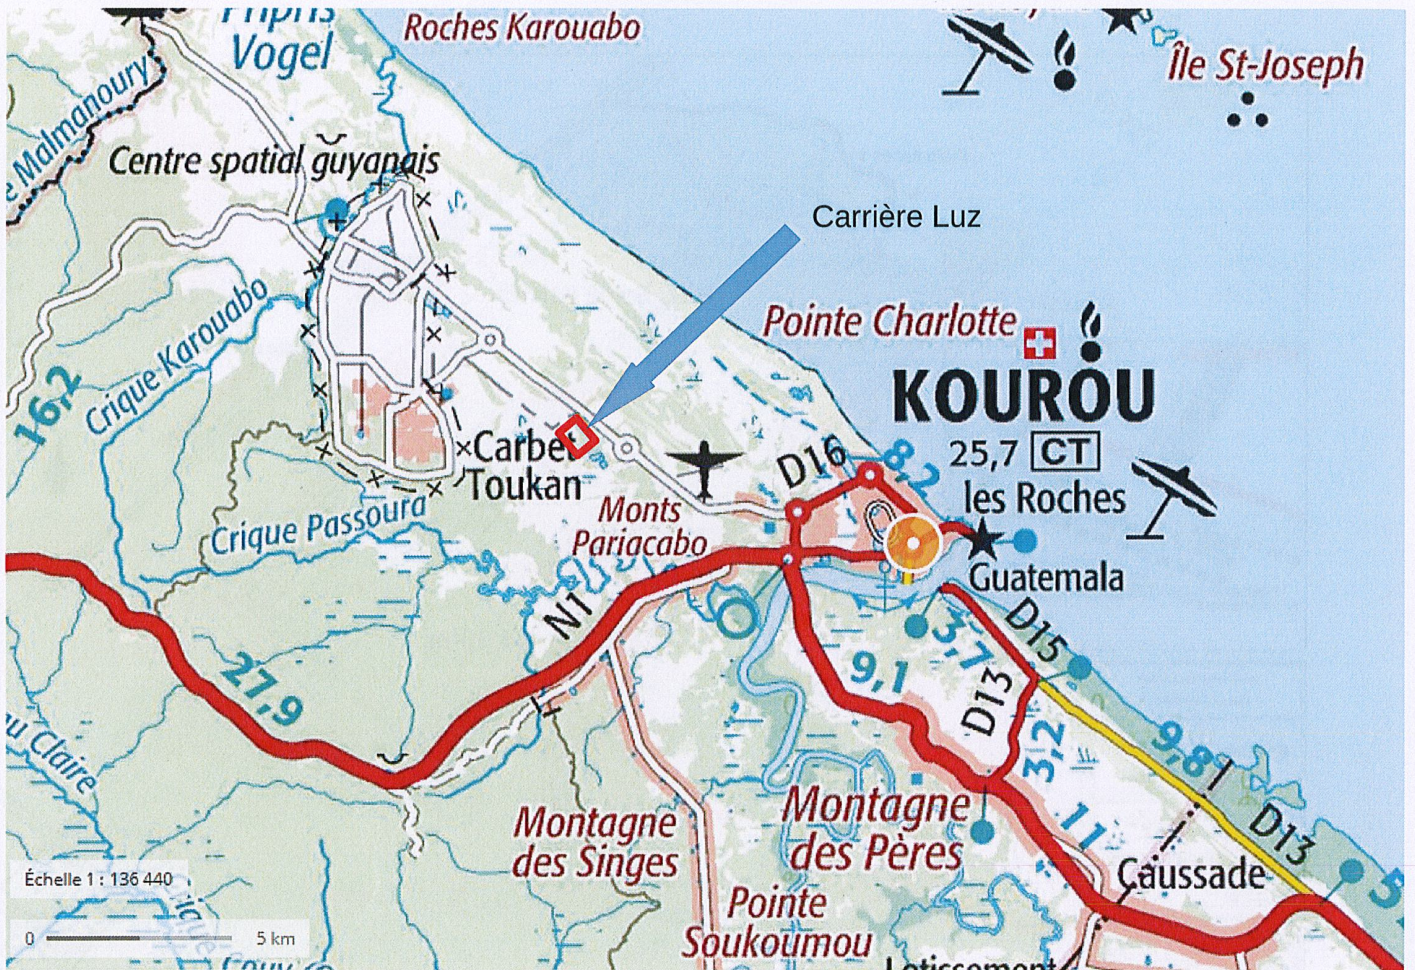 Pripris
Vogel
Roches Karouabo
Île St-Joseph
Malmanoury
Centre spatial guyanais
Carrière Luz
Crique Karouabo
16,2
Pointe Charlotte
KOUROU
25,7 CT
les Roches
D16
8,2
Carbet
Toukan
Crique Passoura
Monts
Pariacabo
Guatemala
N1
D15
3,7
9,1
D13
3,2
27,9
9,8
Montagne
des Singes
Montagne
des Pères
11
D13
Caussade
Pointe
Soukoumou
Échelle 1 : 136 440
0 5 km
Lotissement